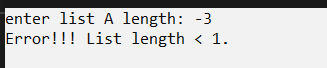 enter list A length: -3
Error!!! List length < 1.